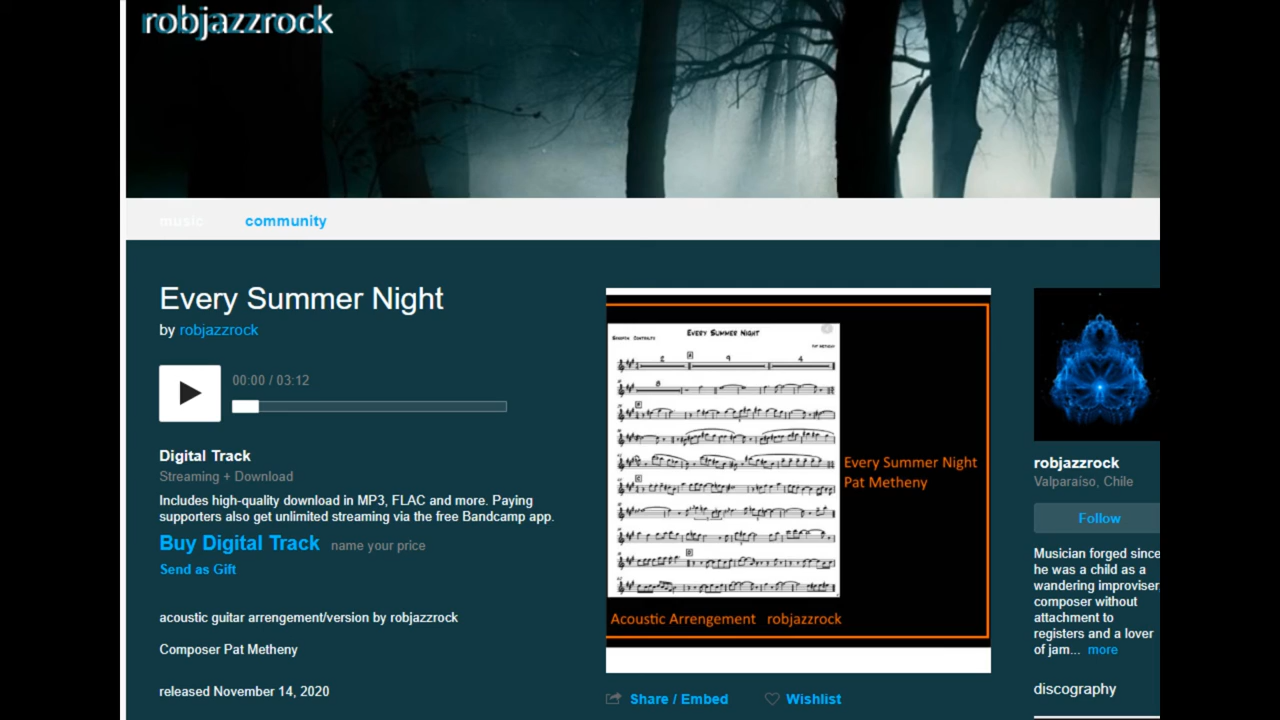 robjazzrock
music community
Every Summer Night
by robjazzrock
00:00 / 03:12
Digital Track
Streaming + Download
Includes high-quality download in MP3, FLAC and more. Paying
supporters also get unlimited streaming via the free Bandcamp app.
Buy Digital Track name your price
Send as Gift
acoustic guitar arrangement/version by robjazzrock
Composer Pat Metheny
released November 14, 2020
EVERY SUMMER NIGHT
PAT METHENY
Every Summer Night
Pat Metheny
Acoustic Arrengement robjazzrock
Share / Embed Wishlist
robjazzrock
Valparaíso, Chile
Follow
Musician forged since
he was a child as a
wandering improviser,
composer without
attachment to
registers and a lover
of jam... more
discography